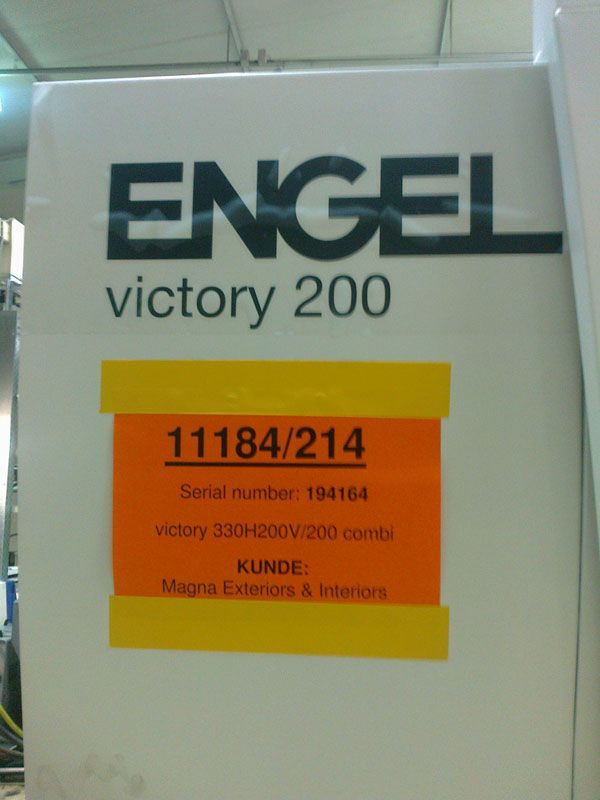 ENGEL
victory 200
11184/214
Serial number: 194164
victory 330H200V/200 combi
KUNDE:
Magna Exteriors & Interiors